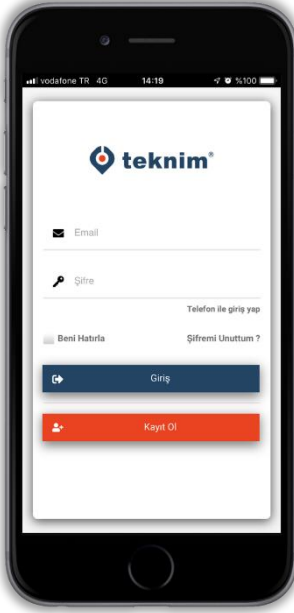 vodafone TR 4G 14:19 %100
teknim®
Email
Şifre
Telefon ile giriş yap
Beni Hatırla Şifremi Unuttum ?
Giriş
Kayıt Ol